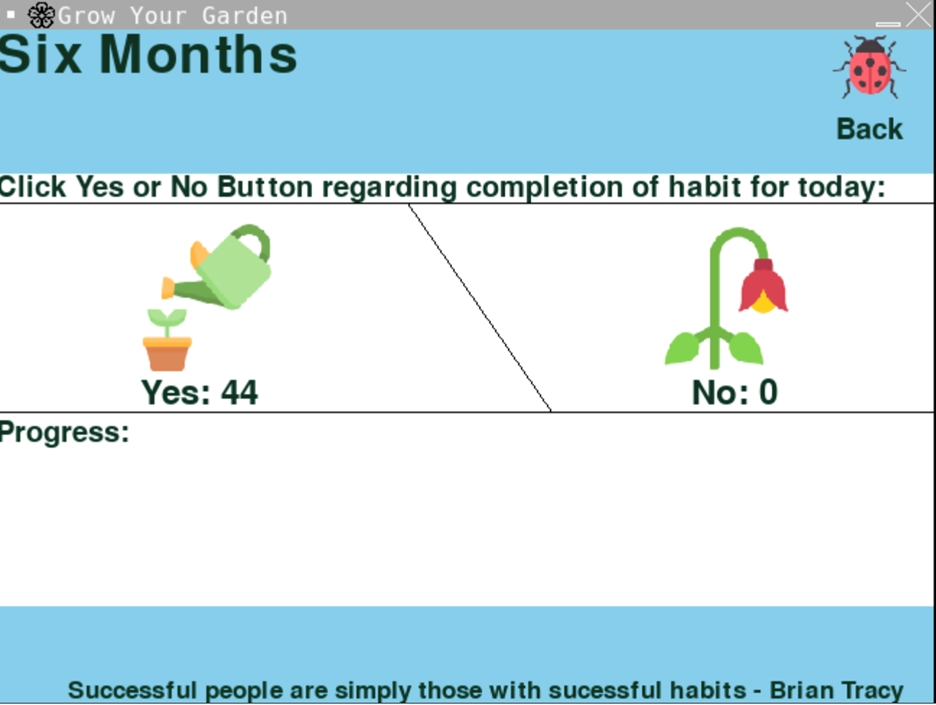 Grow Your Garden
Six Months
Back
Click Yes or No Button regarding completion of habit for today:
Yes: 44
No: 0
Progress:
Successful people are simply those with sucessful habits - Brian Tracy